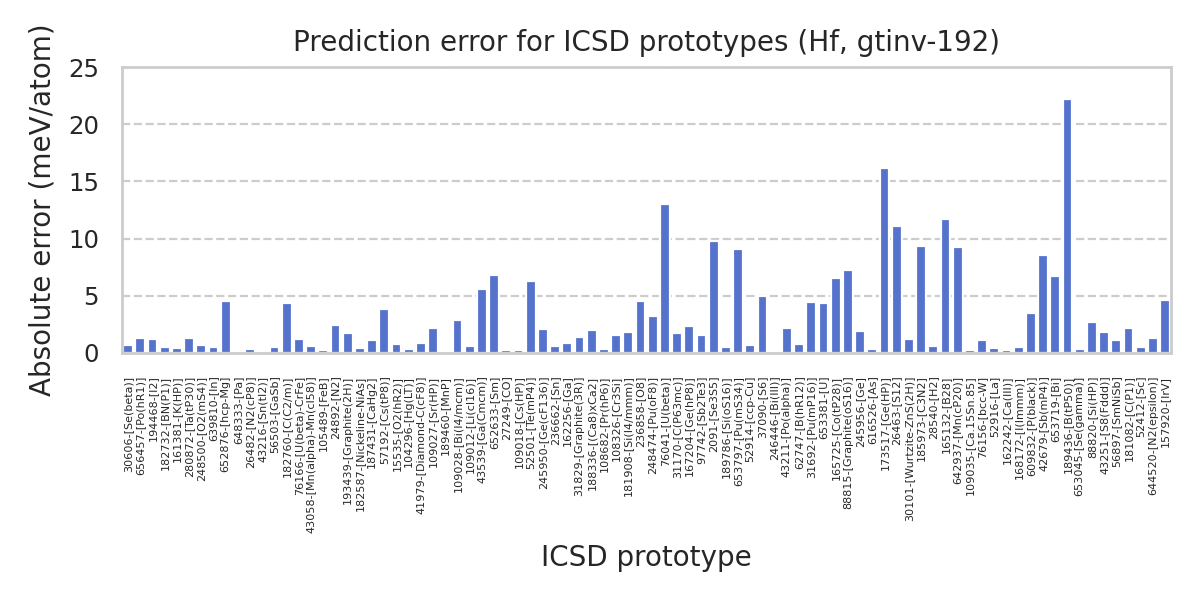 Prediction error for ICSD prototypes (Hf, gtinv-192)
Absolute error (meV/atom)
25
20
15
10
5
0
30606-[Se(beta)]
656457-[Po(hR1)]
194468-[I2]
182732-[BN(P1)]
16381-[K(HP)]
280872-[Ta(tP30)]
248500-[O2(mS4)]
639810-[In]
652876-[hcp-Mg]
648333-[Pa]
26482-[N2(cP8)]
43216-[Sn(tI2)]
56503-[GaSb]
182760-[C(C2/m)]
76166-[U(beta)-CrFe]
43058-[Mn(alpha)-Mn(cI58)]
105489-[FeB]
24892-[N2]
193439-[Graphite(2H)]
182587-[Nickeline-NiAs]
187431-[CaHg2]
57192-[Cs(tP8)]
15535-[O2(hR2)]
104296-[Hg(LT)]
41979-[Diamond-C(cF8)]
109027-[Sr(HP)]
189460-[MnP]
109028-[Bi(I4/mcm)]
109012-[Li(cI16)]
43539-[Ga(Cmcm)]
652633-[Sm]
27249-[CO]
109018-[Cs(HP)]
52501-[Te(mP4)]
245950-[Ge(cF136)]
236662-[Sn]
162256-[Ga]
31829-[Graphite(3R)]
188336-[(Ca8)xCa2]
108682-[Pr(hP6)]
108326-[Cr3Si]
181908-[Si(I4/mmm)]
236858-[O8]
248474-[Pu(oF8)]
76041-[U(beta)]
31170-[C(P63mc)]
167204-[Ge(hP8)]
97742-[Sb2Te3]
2091-[Se3S5]
189786-[Si(oS16)]
653797-[Pu(mS34)]
52914-[ccp-Cu]
37090-[S6]
246446-[Bi(III)]
43211-[Po(alpha)]
62747-[B(hR12)]
31692-[Pu(mP16)]
653381-[U]
165725-[Co(tP28)]
88815-[Graphite(oS16)]
245956-[Ge]
616526-[As]
173517-[Ge(HP)]
26463-[S12]
30101-[Wurtzite-ZnS(2H)]
185973-[C3N2]
28540-[H2]
165132-[B28]
642937-[Mn(cP20)]
109035-[Ca.15Sn.85]
76156-[bcc-W]
52916-[La]
162242-[Ca(III)]
168172-[I(Immm)]
609832-[P(black)]
42679-[Sb(mP4)]
653719-[Bi]
189436-[B(tP50)]
653045-[Se(gamma)]
88820-[Si(HP)]
43251-[S8(Fddd)]
56897-[SmNiSb]
181082-[C(P1)]
52412-[Sc]
644520-[N2(epsilon)]
157920-[IrV]
ICSD prototype